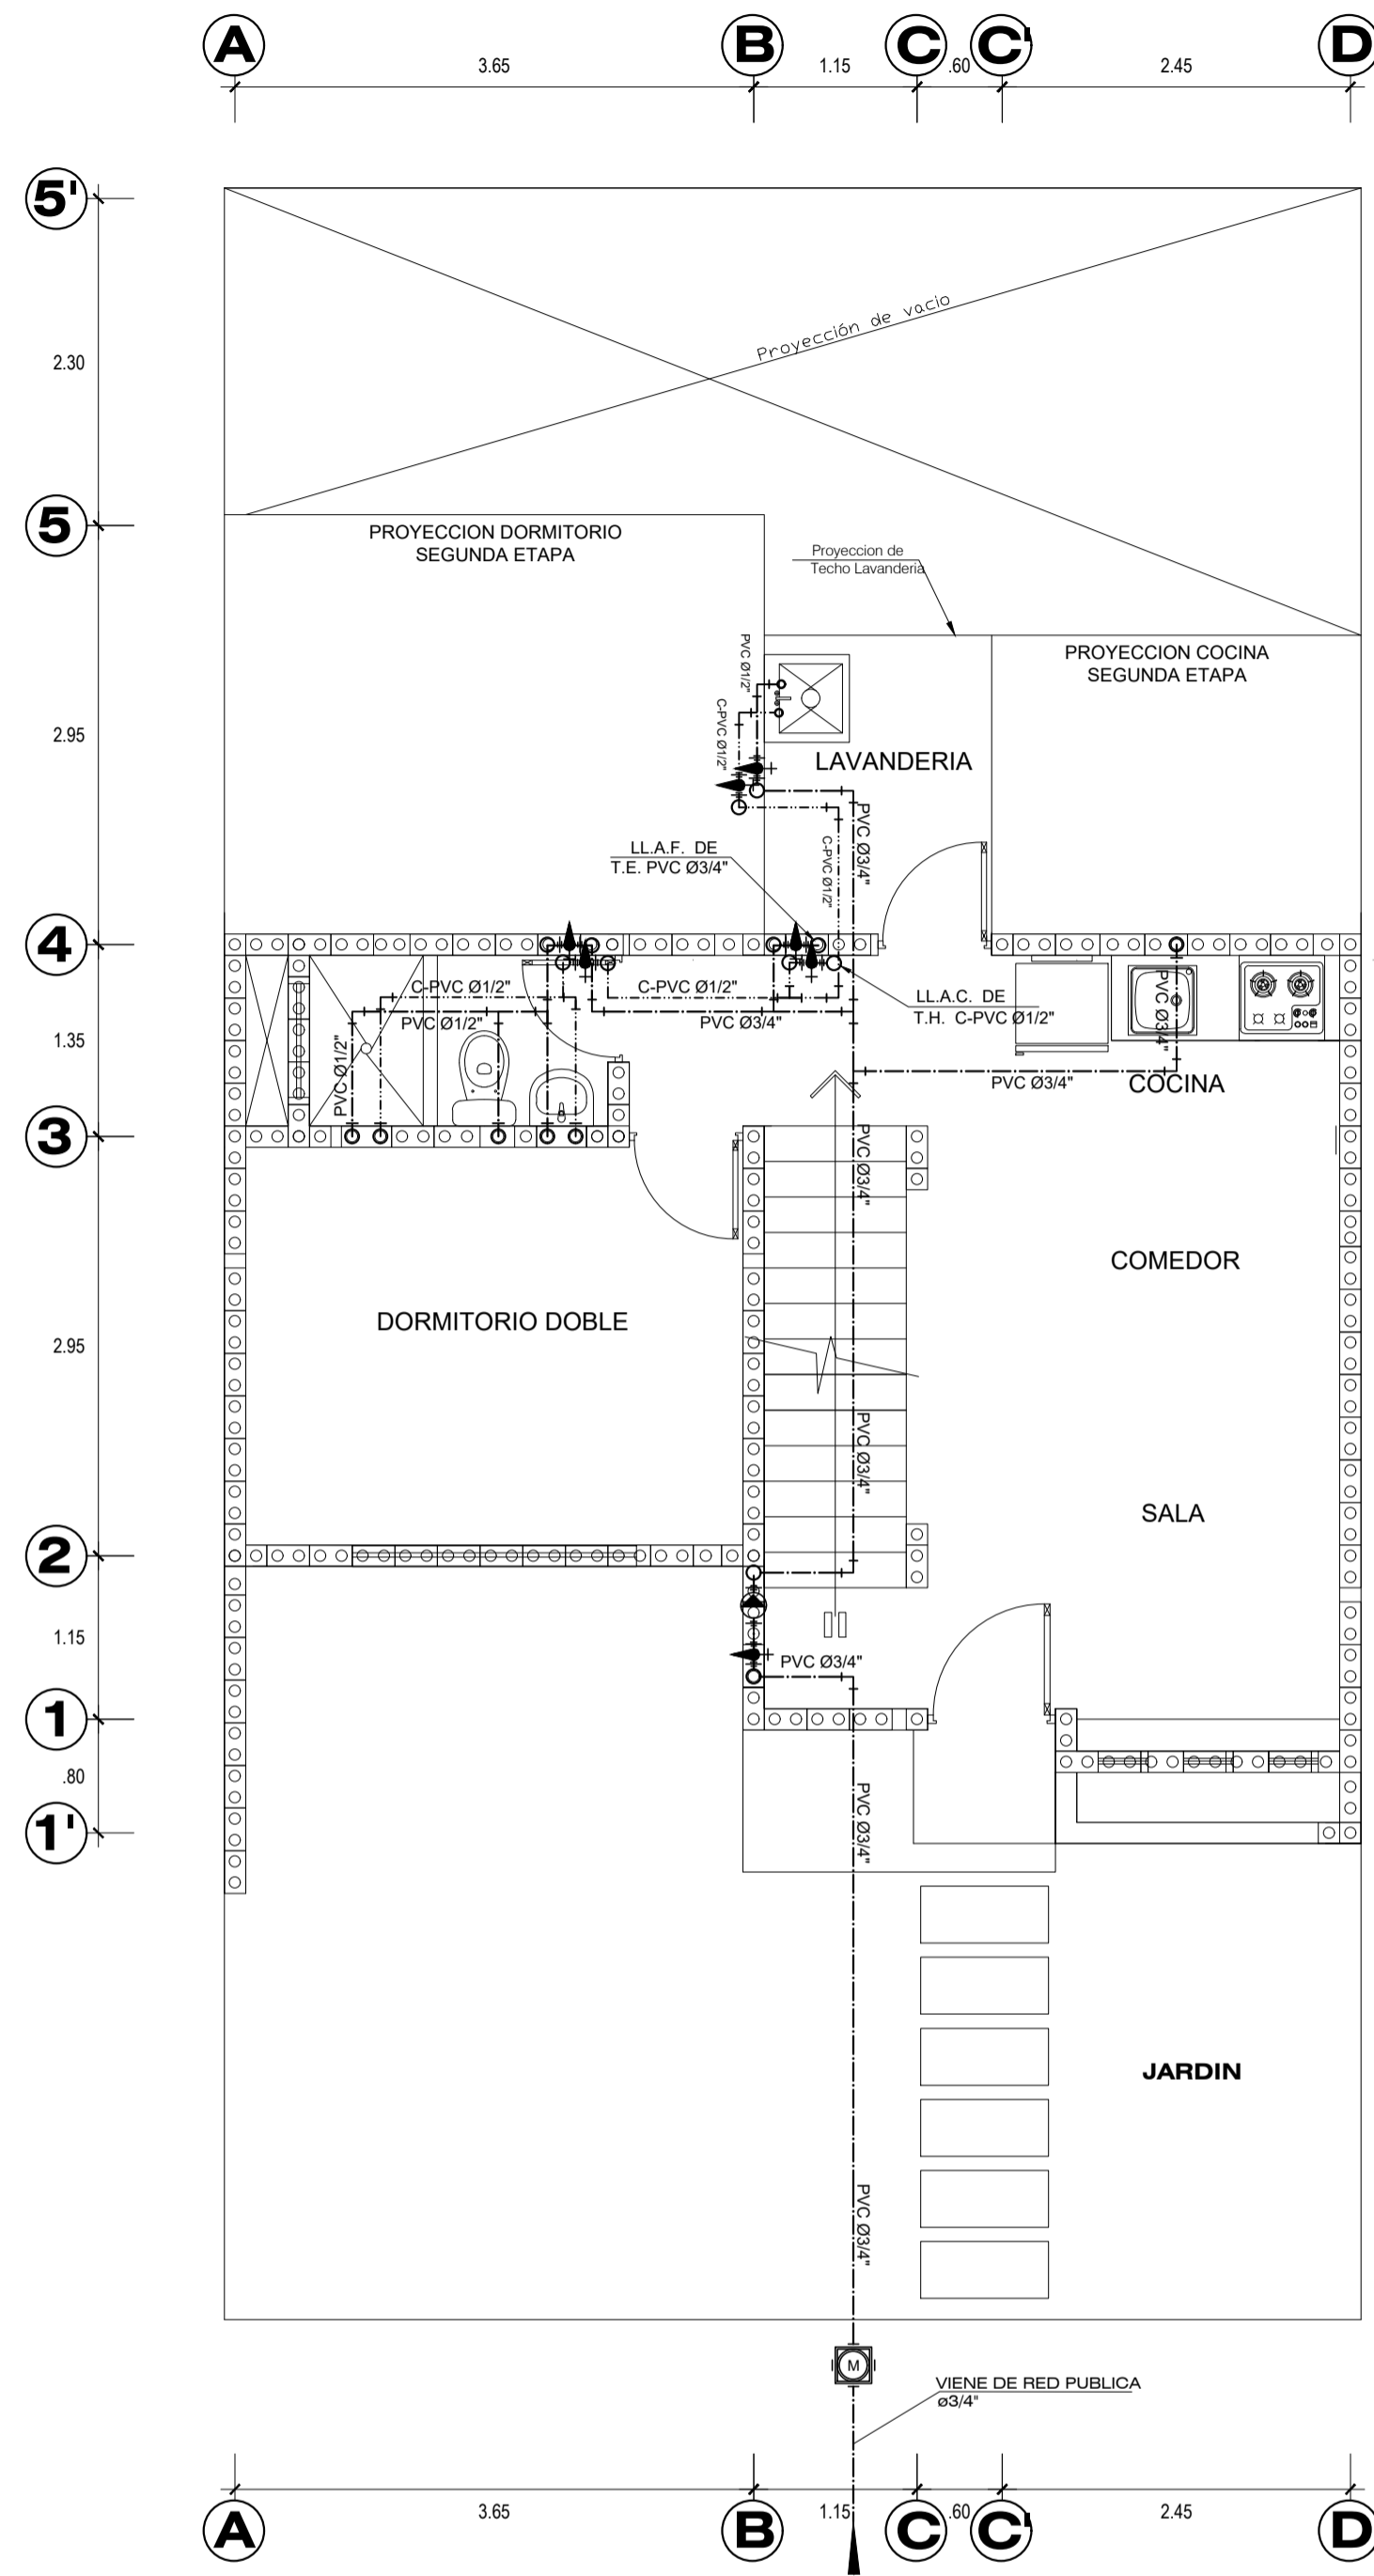 A B C C' D
3.65 1.15 .60 2.45
5'
2.30
Proyección de vacio
5
PROYECCION DORMITORIO
SEGUNDA ETAPA
Proyeccion de
Techo Lavanderia
PROYECCION COCINA
SEGUNDA ETAPA
PVC Ø1/2"
C-PVC Ø1/2"
2.95
LAVANDERIA
PVC Ø3/4"
C-PVC Ø1/2"
LL.A.F. DE
T.E. PVC Ø3/4"
4
C-PVC Ø1/2"
PVC Ø1/2"
PVC Ø1/2"
C-PVC Ø1/2"
PVC Ø3/4"
LL.A.C. DE
T.H. C-PVC Ø1/2"
PVC Ø3/4"
1.35
PVC Ø3/4"
COCINA
3
PVC Ø3/4"
COMEDOR
DORMITORIO DOBLE
2.95
PVC Ø3/4"
SALA
2
1.15
PVC Ø3/4"
1
.80
PVC Ø3/4"
1'
JARDIN
PVC Ø3/4"
M
VIENE DE RED PUBLICA
ø3/4"
3.65 1.15 .60 2.45
A B C C' D